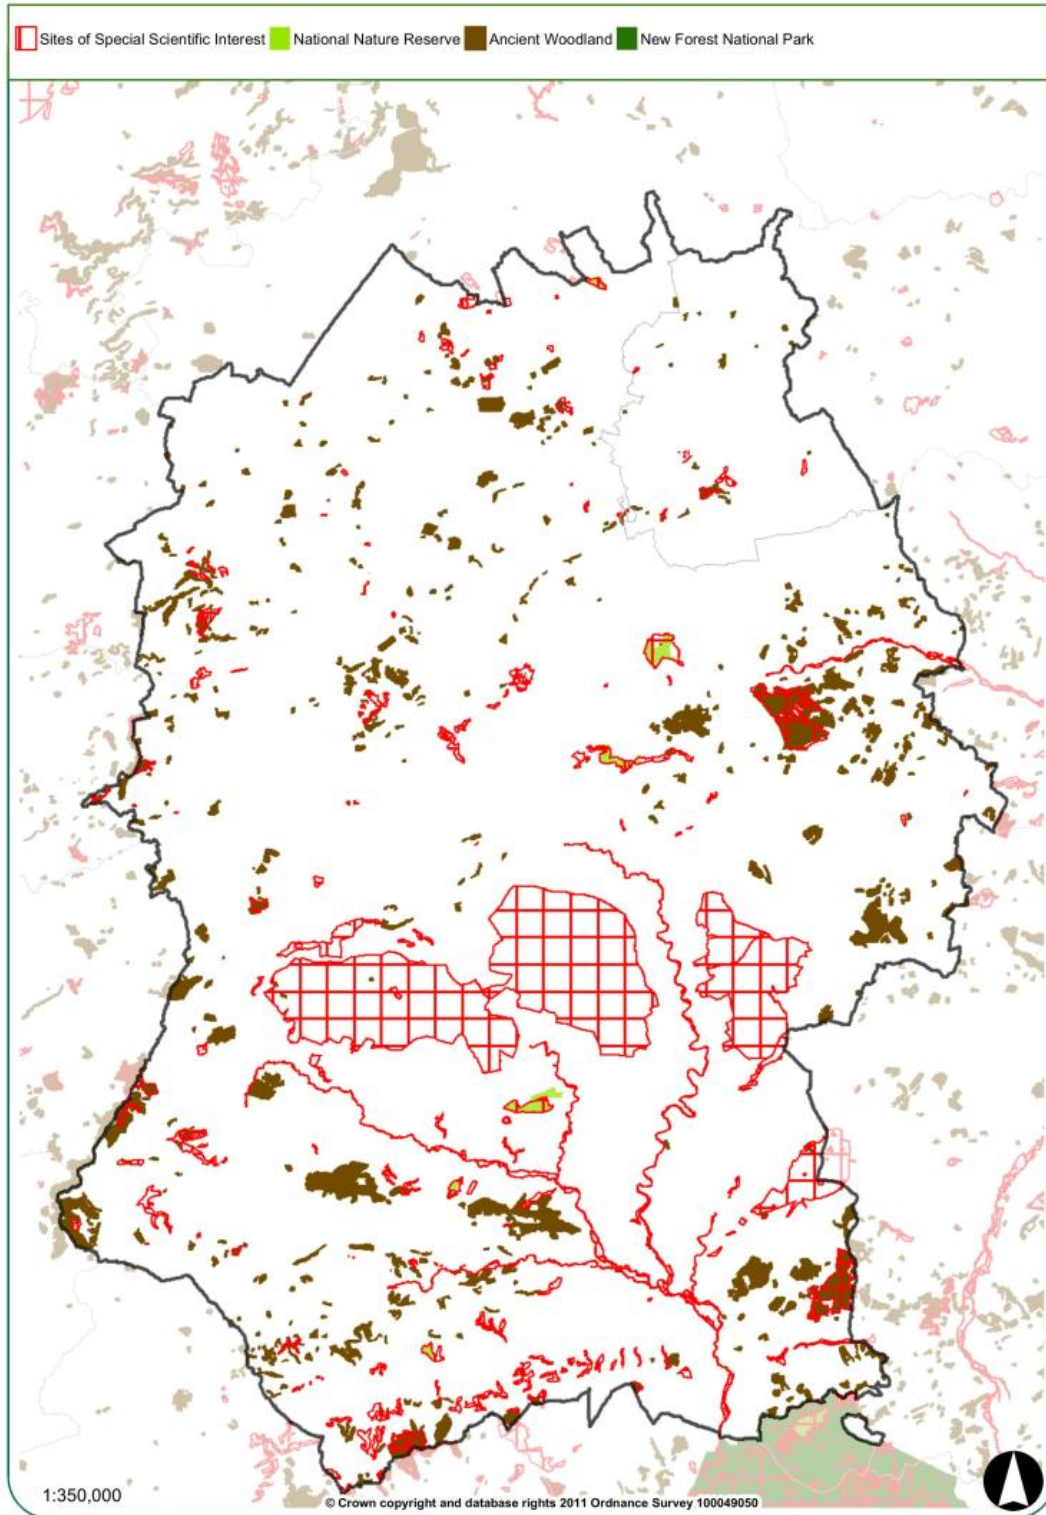 Sites of Special Scientific Interest National Nature Reserve Ancient Woodland New Forest National Park
1:350,000
© Crown copyright and database rights 2011 Ordnance Survey 100049050